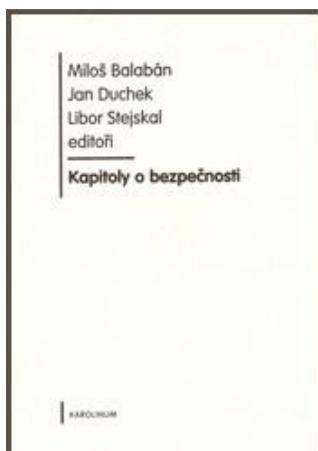 Miloš Balabán
Jan Duchek
Libor Stejskal
editoři
Kapitoly o bezpečnosti
KAROLINUM